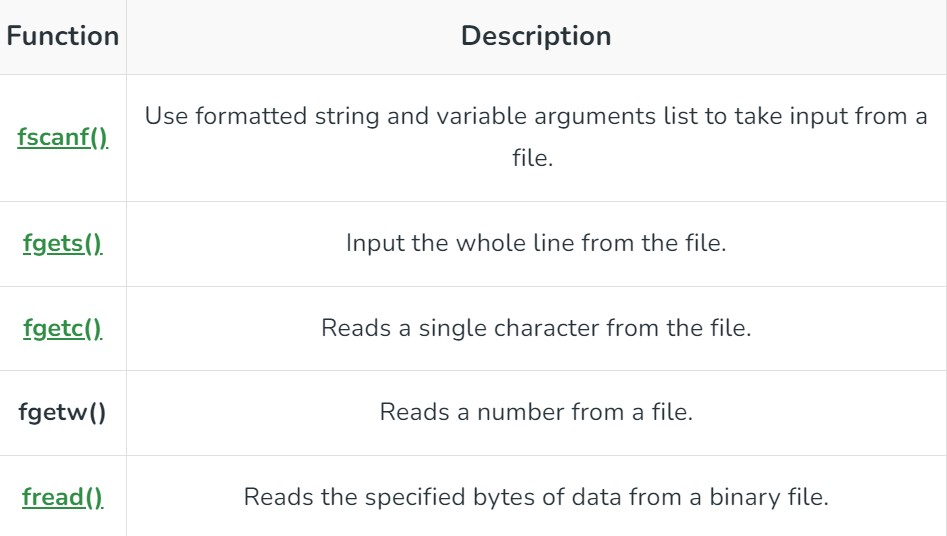 Function Description
fscanf() Use formatted string and variable arguments list to take input from a
file.
fgets() Input the whole line from the file.
fgetc() Reads a single character from the file.
fgetw() Reads a number from a file.
fread() Reads the specified bytes of data from a binary file.